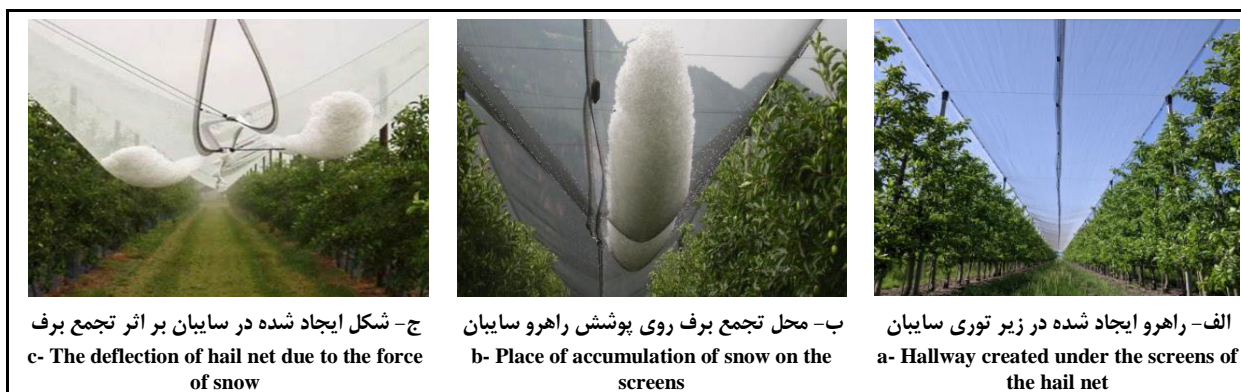 الف- راهرو ایجاد شده در زیر توری سایبان
a- Hallway created under the screens of
the hail net
ب- محل تجمع برف روی پوشش راهرو سایبان
b- Place of accumulation of snow on the
screens
ج- شکل ایجاد شده در سایبان بر اثر تجمع برف
c- The deflection of hail net due to the force
of snow